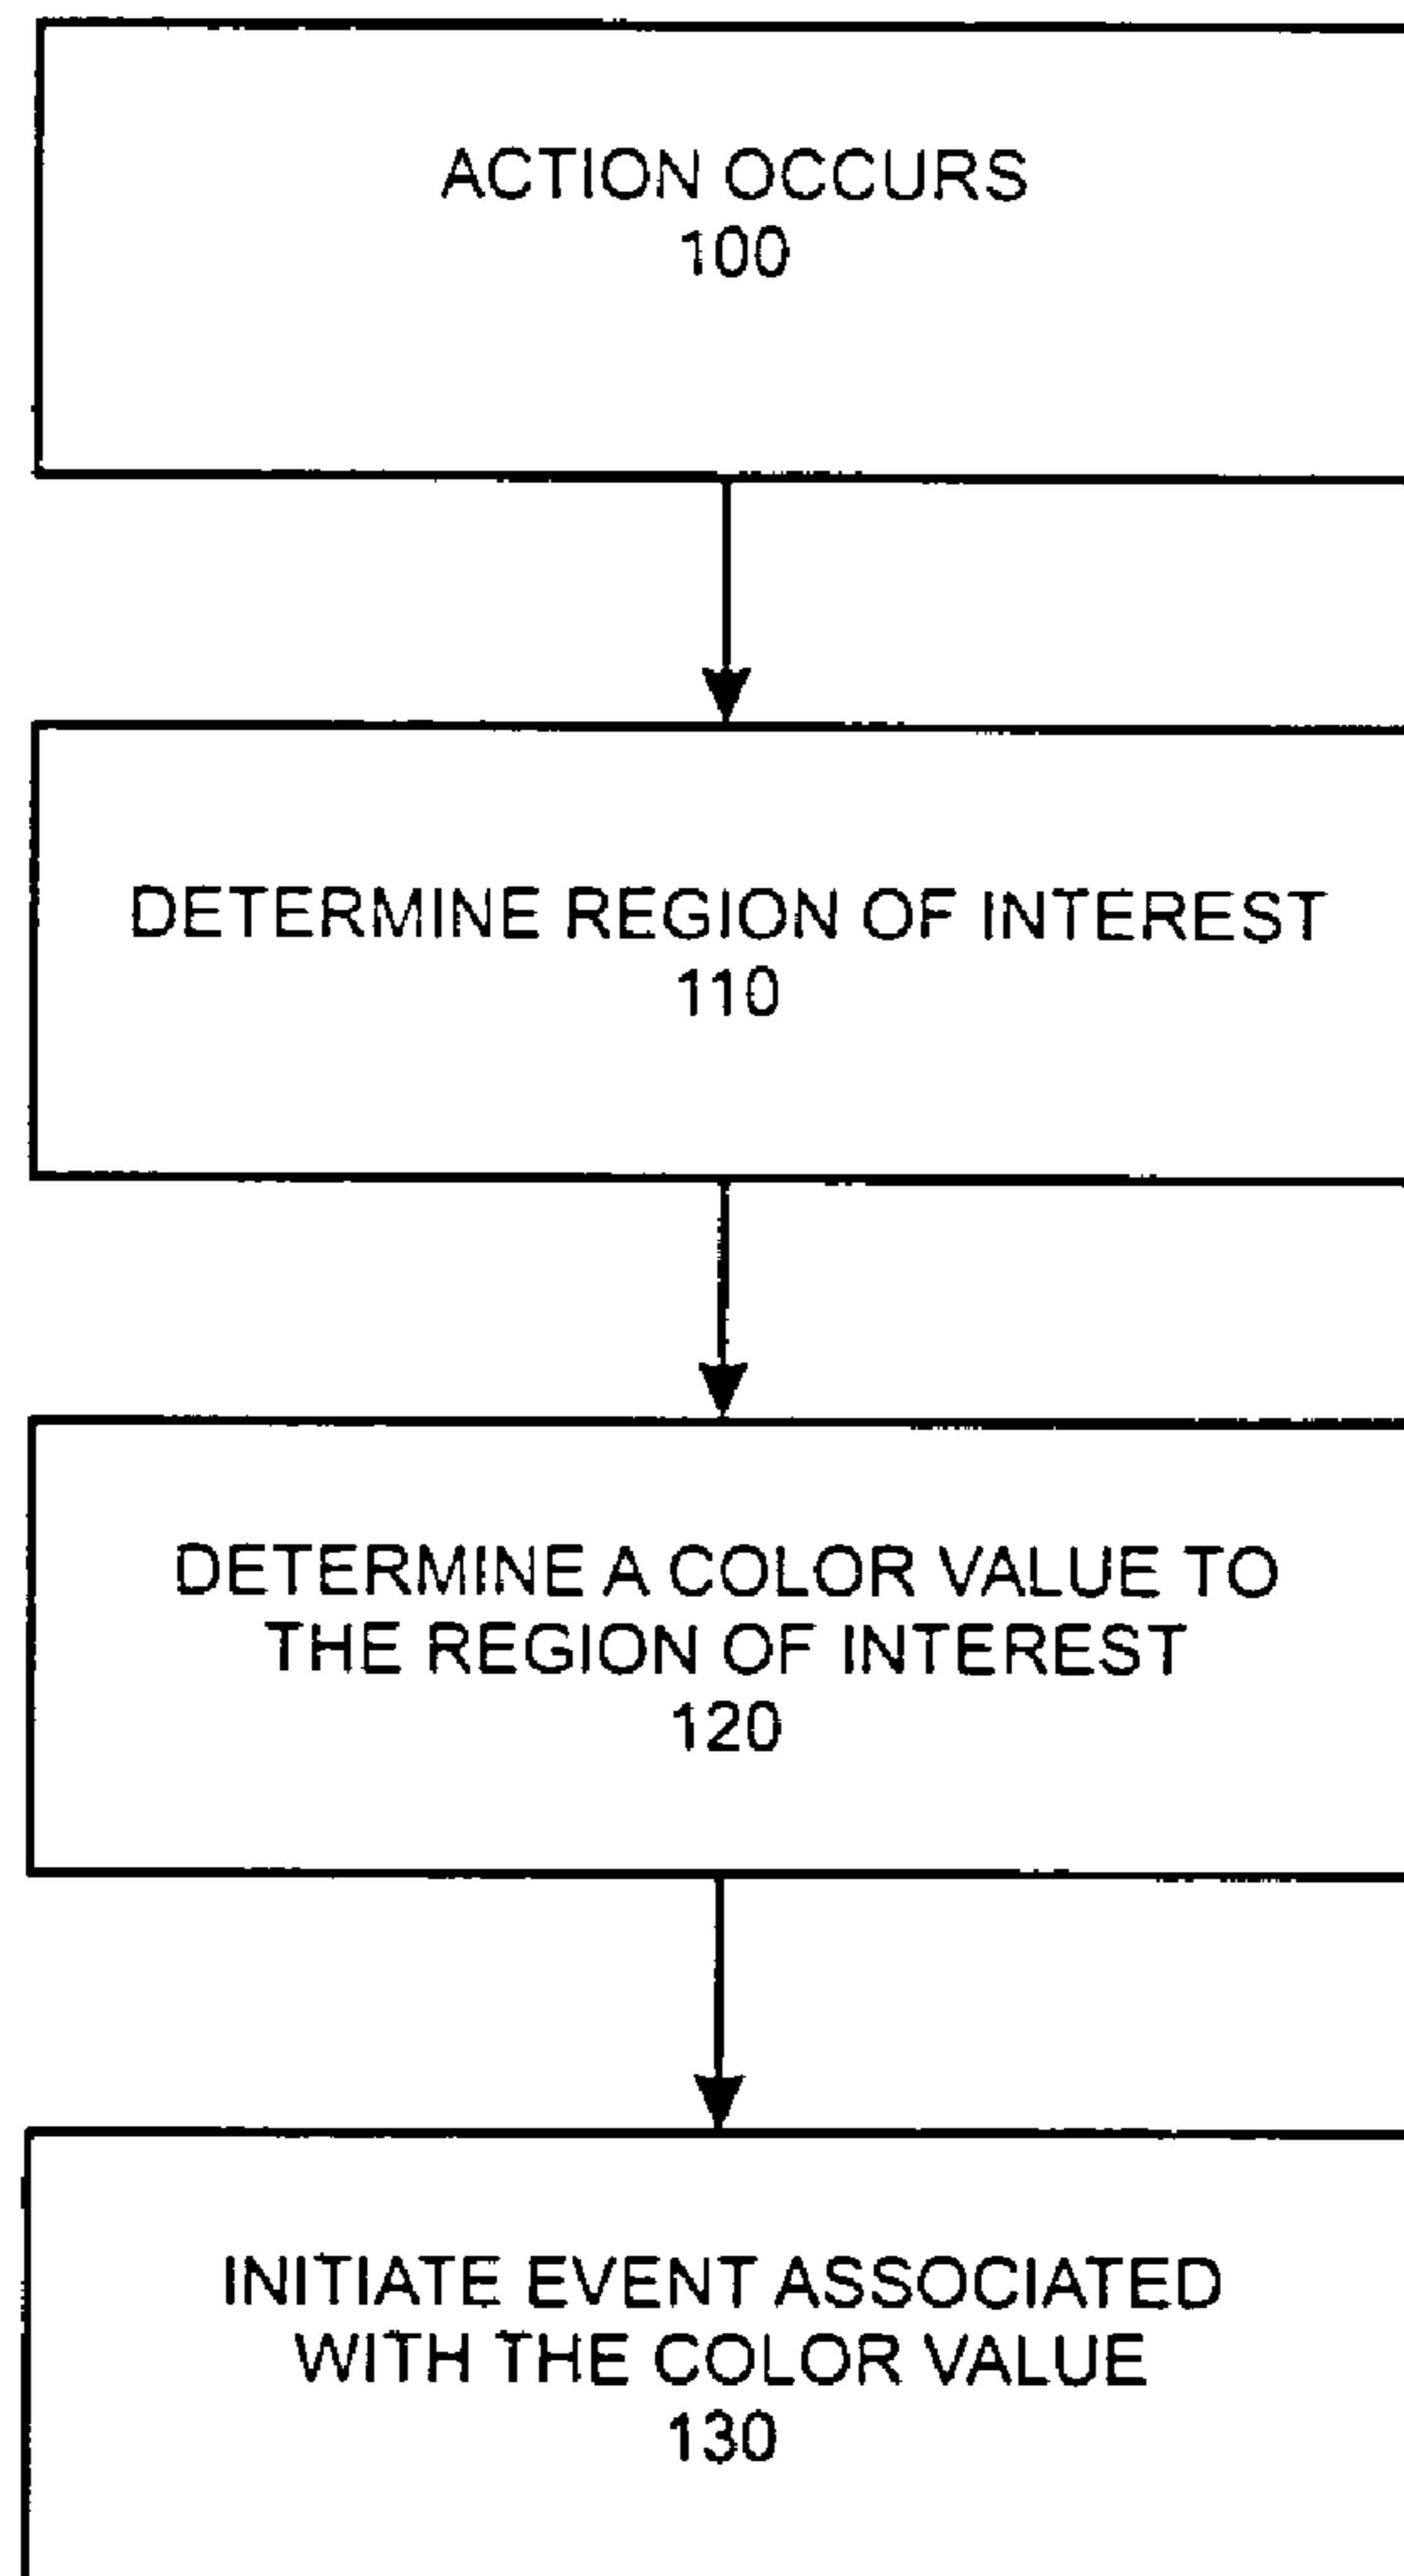 ACTION OCCURS
100
DETERMINE REGION OF INTEREST
110
DETERMINE A COLOR VALUE TO
THE REGION OF INTEREST
120
INITIATE EVENT ASSOCIATED
WITH THE COLOR VALUE
130